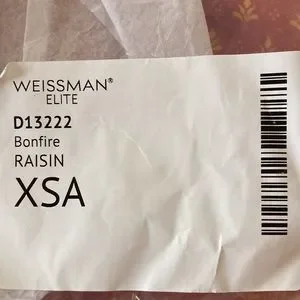 WEISSMAN®
ELITE
D13222
Bonfire
RAISIN
XSA